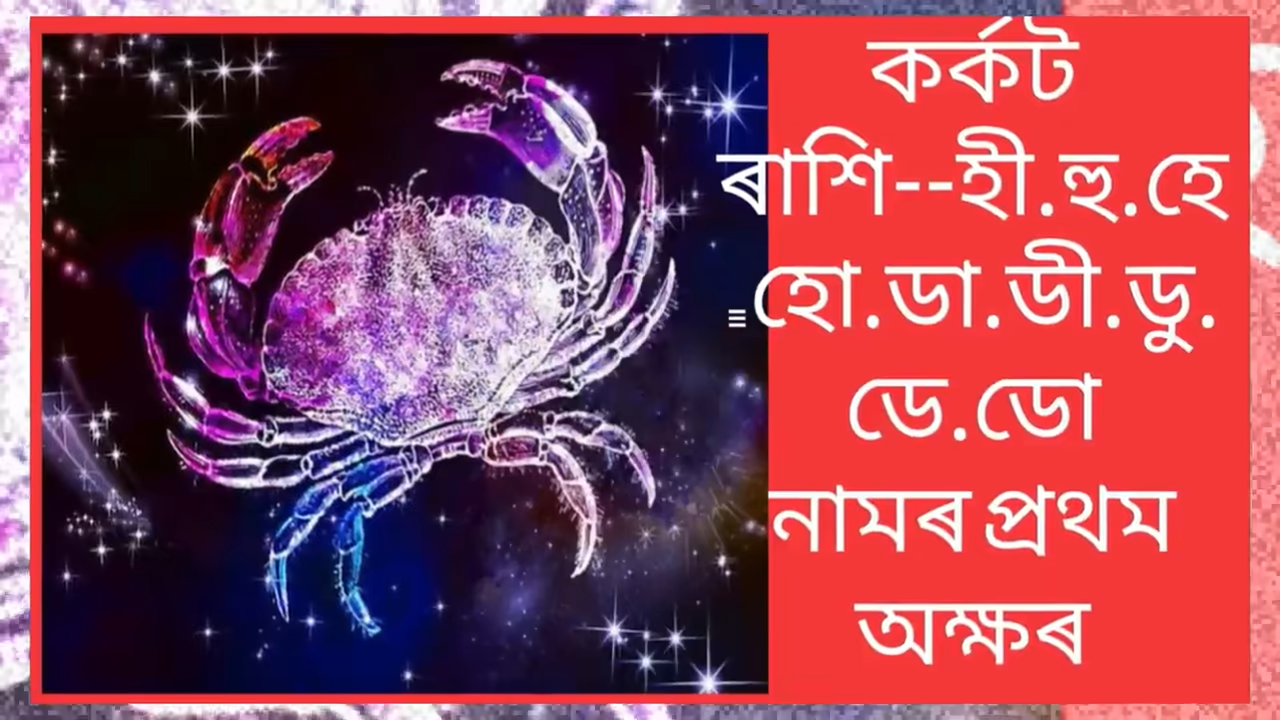 কৰ্কট
ৰাশি--হী.হু.হে
.হো.ডা.ডী.ডু.
ডে.ডো
নামৰ প্ৰথম
অক্ষৰ